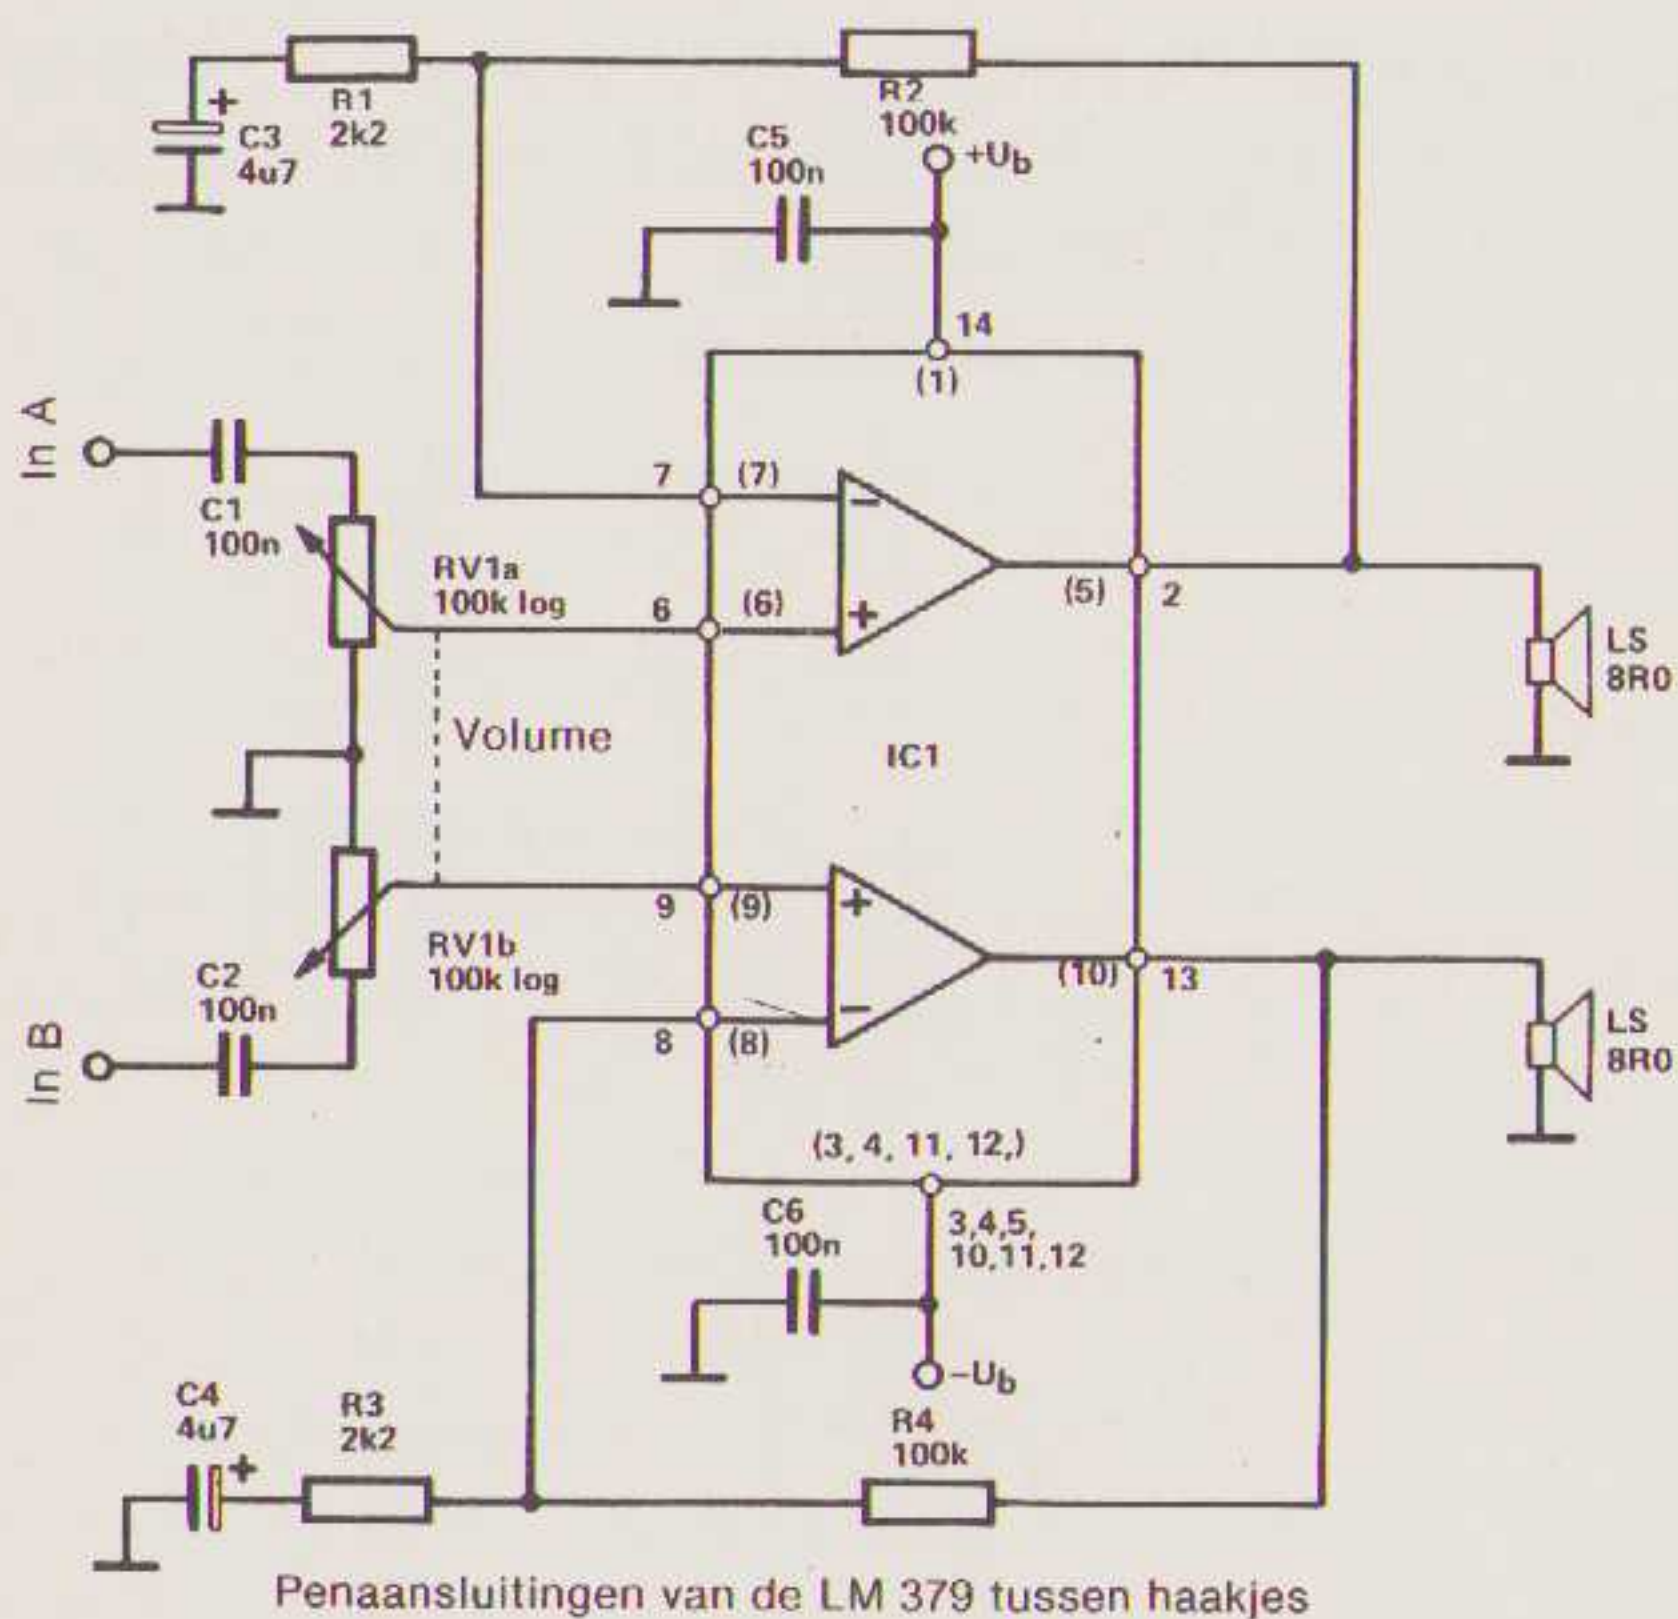 R1
2k2
R2
100k
+
C3
4u7
C5
100n
+Ub
14
(1)
In A
C1
100n
7
(7)
−
RV1a
100k log
6
(6)
+
(5)
2
LS
8R0
Volume
IC1
9
(9)
+
RV1b
100k log
C2
100n
(10)
13
In B
8
(8)
−
LS
8R0
(3, 4, 11, 12,)
C6
100n
3,4,5,
10,11,12
−Ub
C4
4u7
+
R3
2k2
R4
100k
Penaansluitingen van de LM 379 tussen haakjes